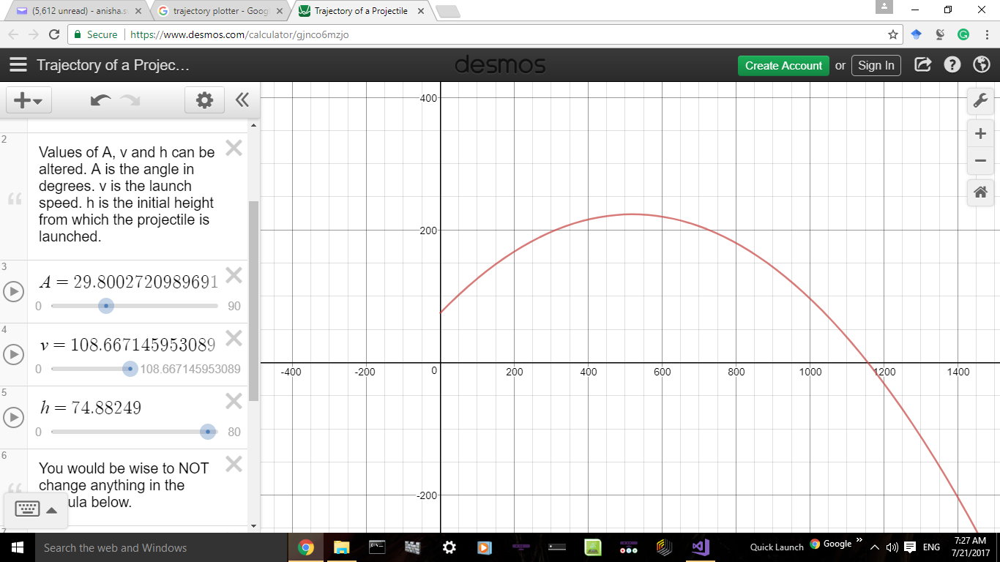 (5,612 unread) - anisha.s
trajectory plotter - Goog
Trajectory of a Projectile
Secure
https://www.desmos.com/calculator/gjnco6mzjo
Trajectory of a Projec...
desmos
Create Account
or
Sign In
2
Values of A, v and h can be
altered. A is the angle in
degrees. v is the launch
speed. h is the initial height
from which the projectile is
launched.
3
A = 29.8002720989691
0
90
4
v = 108.667145953089
0
108.667145953089
5
h = 74.88249
0
80
6
You would be wise to NOT
change anything in the
ula below.
7
400
200
-400
-200
0
200
400
600
800
1000
1200
1400
-200
Search the web and Windows
Quick Launch
Google
ENG
7:27 AM
7/21/2017